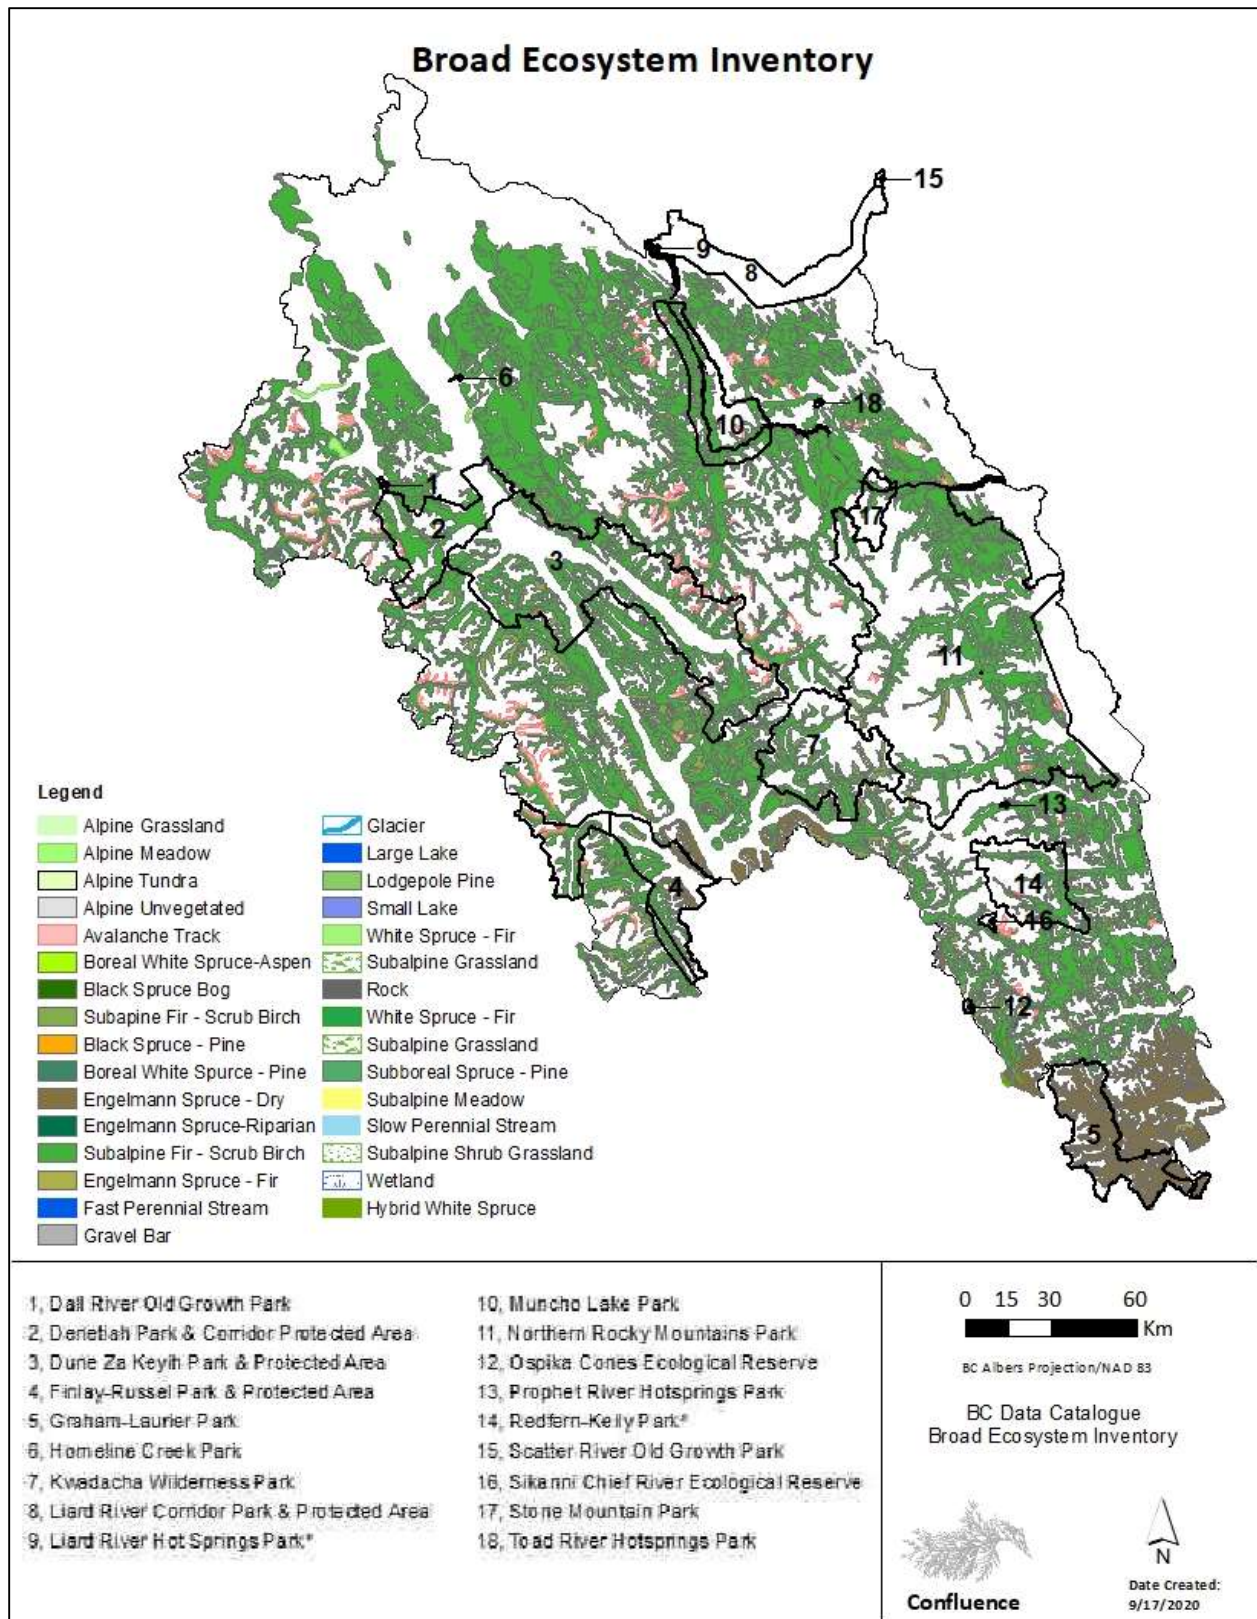 Broad Ecosystem Inventory
15
9
8
6
18
10
1
17
2
3
11
7
13
4
14
16
12
5
Legend
Alpine Grassland
Alpine Meadow
Alpine Tundra
Alpine Unvegetated
Avalanche Track
Boreal White Spruce-Aspen
Black Spruce Bog
Subapine Fir - Scrub Birch
Black Spruce - Pine
Boreal White Spurce - Pine
Engelmann Spruce - Dry
Engelmann Spruce-Riparian
Subalpine Fir - Scrub Birch
Engelmann Spruce - Fir
Fast Perennial Stream
Gravel Bar
Glacier
Large Lake
Lodgepole Pine
Small Lake
White Spruce - Fir
Subalpine Grassland
Rock
White Spruce - Fir
Subalpine Grassland
Subboreal Spruce - Pine
Subalpine Meadow
Slow Perennial Stream
Subalpine Shrub Grassland
Wetland
Hybrid White Spruce
1, Dall River Old Growth Park
2, Denetiah Park & Corridor Protected Area
3, Dune Za Keyih Park & Protected Area
4, Finlay-Russel Park & Protected Area
5, Graham-Laurier Park
6, Horneline Creek Park
7, Kwadacha Wilderness Park
8, Liard River Corridor Park & Protected Area
9, Liard River Hot Springs Park*
10, Muncho Lake Park
11, Northern Rocky Mountains Park
12, Ospika Cones Ecological Reserve
13, Prophet River Hotsprings Park
14, Redfern-Keily Park*
15, Scatter River Old Growth Park
16, Sikanni Chief River Ecological Reserve
17, Stone Mountain Park
18, Toad River Hotsprings Park
0 15 30 60
Km
BC Albers Projection/NAD 83
BC Data Catalogue
Broad Ecosystem Inventory
Confluence
N
Date Created:
9/17/2020